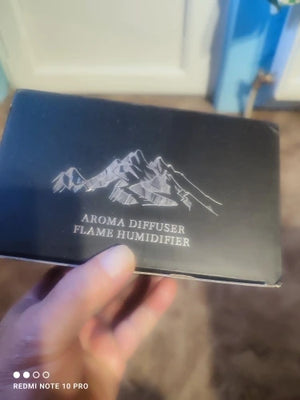 AROMA DIFFUSER
FLAME HUMIDIFIER
REDMI NOTE 10 PRO